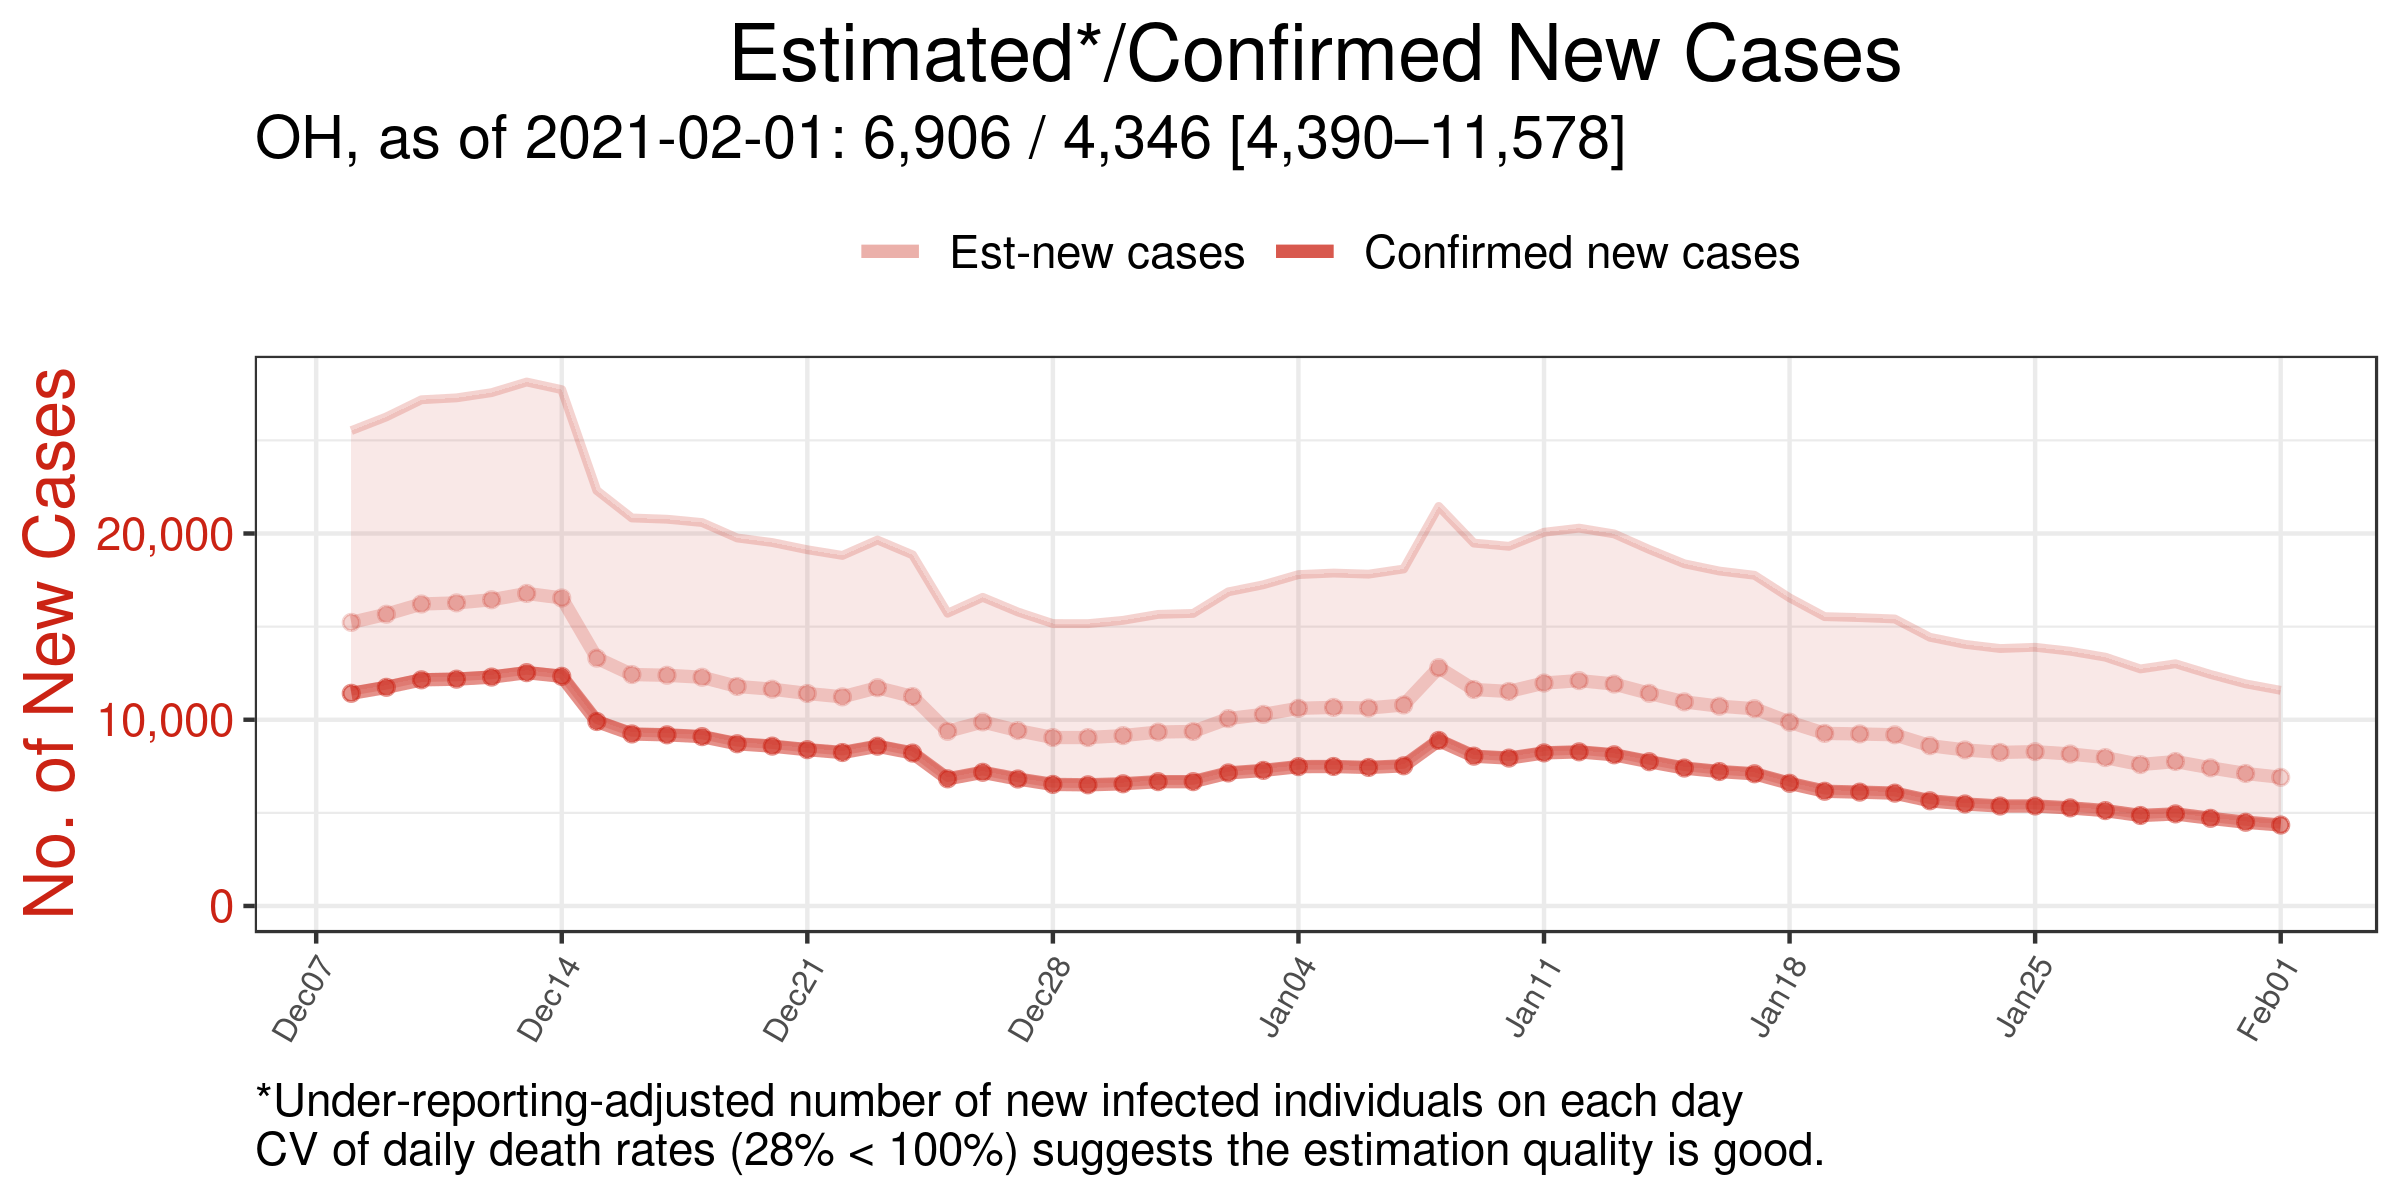 Estimated*/Confirmed New Cases
OH, as of 2021-02-01: 6,906 / 4,346 [4,390–11,578]
Est-new cases
Confirmed new cases
No. of New Cases
20,000
10,000
0
Dec07
Dec14
Dec21
Dec28
Jan04
Jan11
Jan18
Jan25
Feb01
*Under-reporting-adjusted number of new infected individuals on each day
CV of daily death rates (28% < 100%) suggests the estimation quality is good.